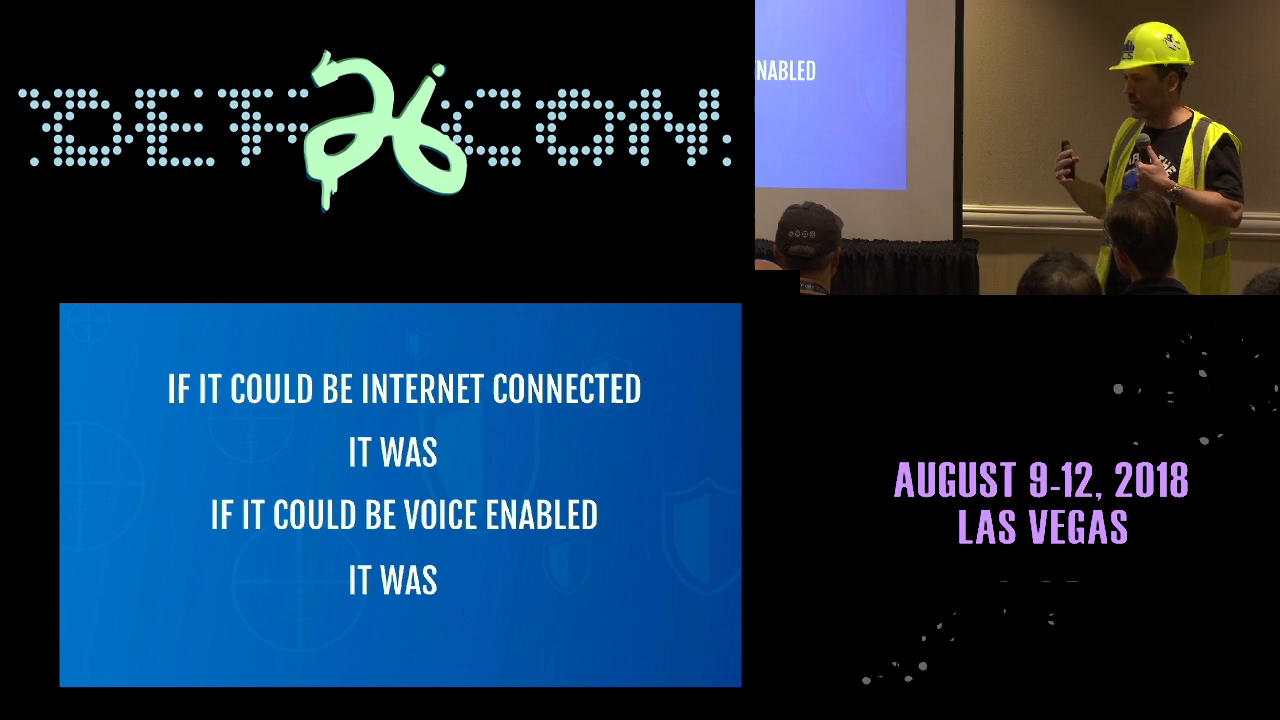 DEF 26 CON
NABLED
IF IT COULD BE INTERNET CONNECTED
IT WAS
IF IT COULD BE VOICE ENABLED
IT WAS
AUGUST 9-12, 2018
LAS VEGAS